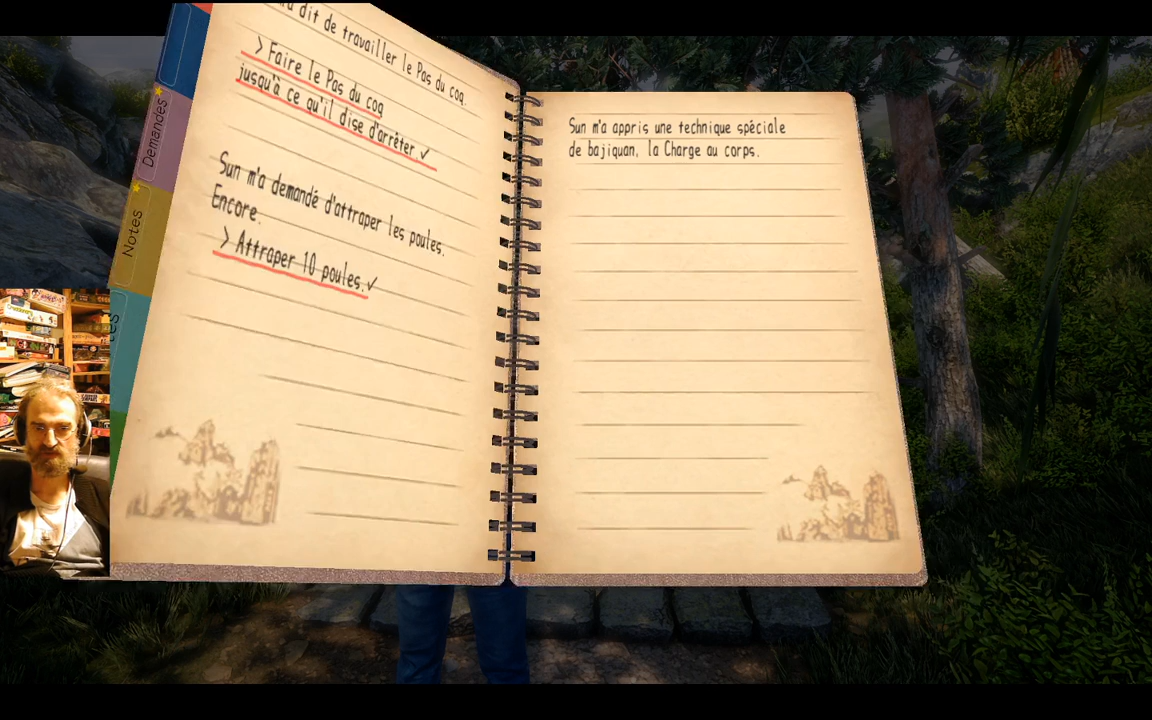 dit de travailler le Pas du coq.
> Faire le Pas du coq
jusqu'à ce qu'il dise d'arrêter.✓
Sun m'a demandé d'attraper les poules.
Encore.
> Attraper 10 poules.✓
Demandes
Notes
Sun m'a appris une technique spéciale
de bajiquan, la Charge au corps.